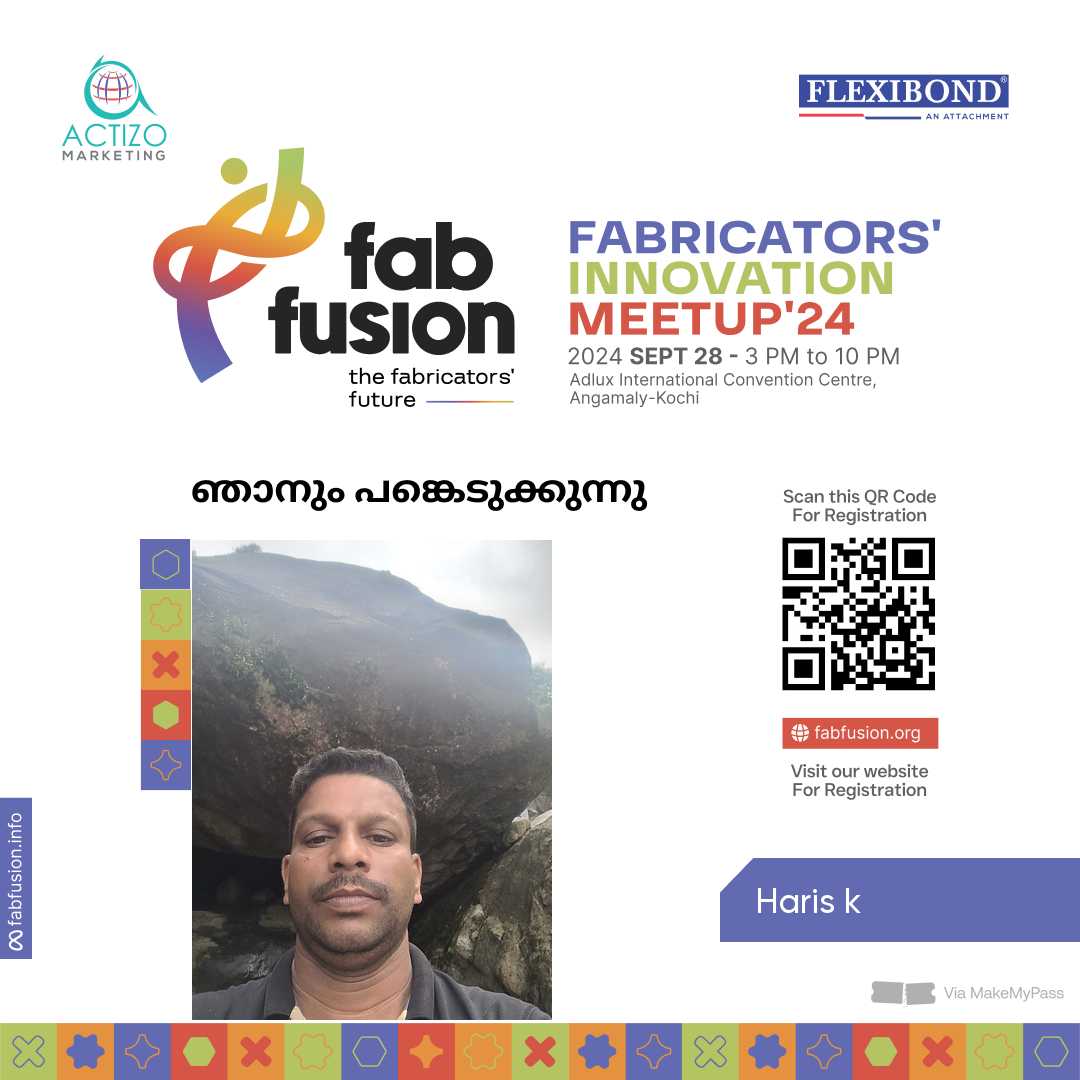 ACTIZO
MARKETING
FLEXIBOND®
AN ATTACHMENT
fab
fusion
the fabricators'
future
FABRICATORS'
INNOVATION
MEETUP'24
2024 SEPT 28 - 3 PM to 10 PM
Adlux International Convention Centre,
Angamaly-Kochi
ഞാനും പങ്കെടുക്കുന്നു
Scan this QR Code
For Registration
fabfusion.org
Visit our website
For Registration
fabfusion.info
Haris k
Via MakeMyPass